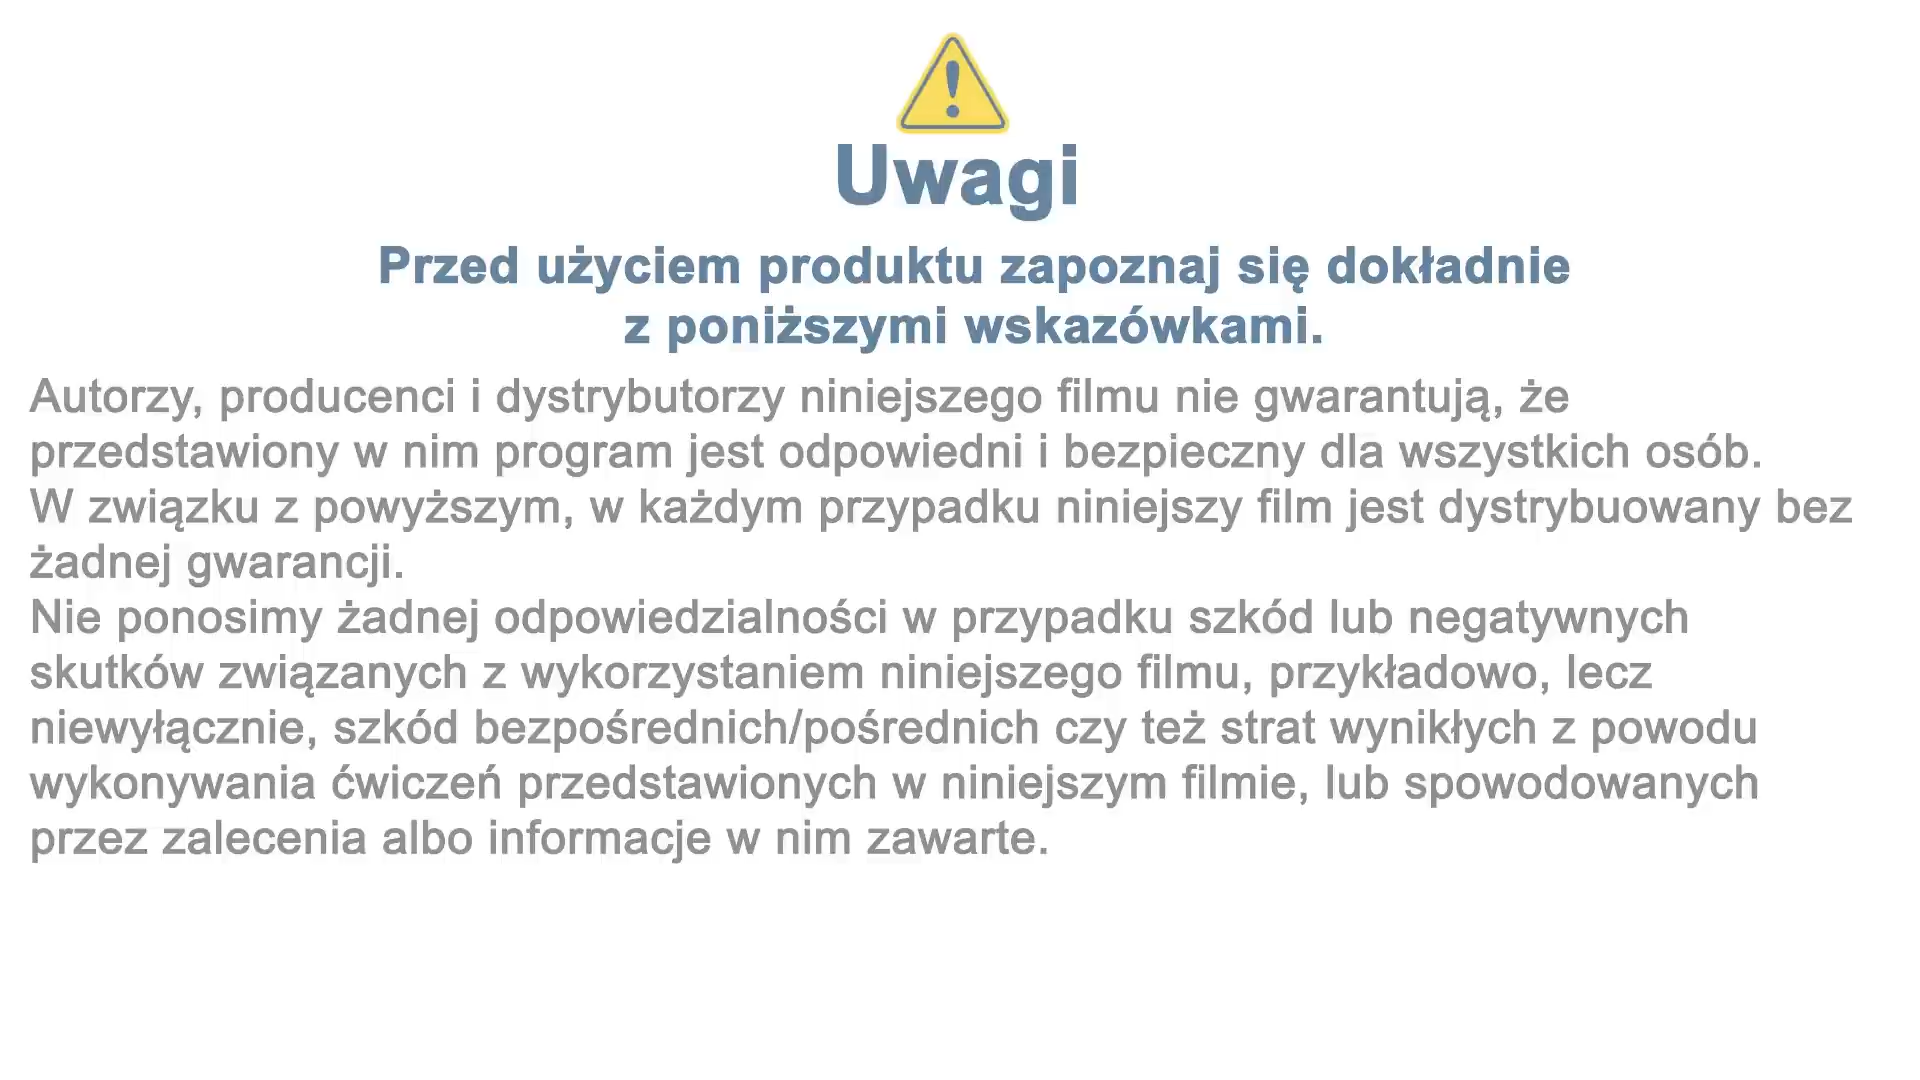 Uwagi
Przed użyciem produktu zapoznaj się dokładnie
z poniższymi wskazówkami.
Autorzy, producenci i dystrybutorzy niniejszego filmu nie gwarantują, że
przedstawiony w nim program jest odpowiedni i bezpieczny dla wszystkich osób.
W związku z powyższym, w każdym przypadku niniejszy film jest dystrybuowany bez
żadnej gwarancji.
Nie ponosimy żadnej odpowiedzialności w przypadku szkód lub negatywnych
skutków związanych z wykorzystaniem niniejszego filmu, przykładowo, lecz
niewyłącznie, szkód bezpośrednich/pośrednich czy też strat wynikłych z powodu
wykonywania ćwiczeń przedstawionych w niniejszym filmie, lub spowodowanych
przez zalecenia albo informacje w nim zawarte.